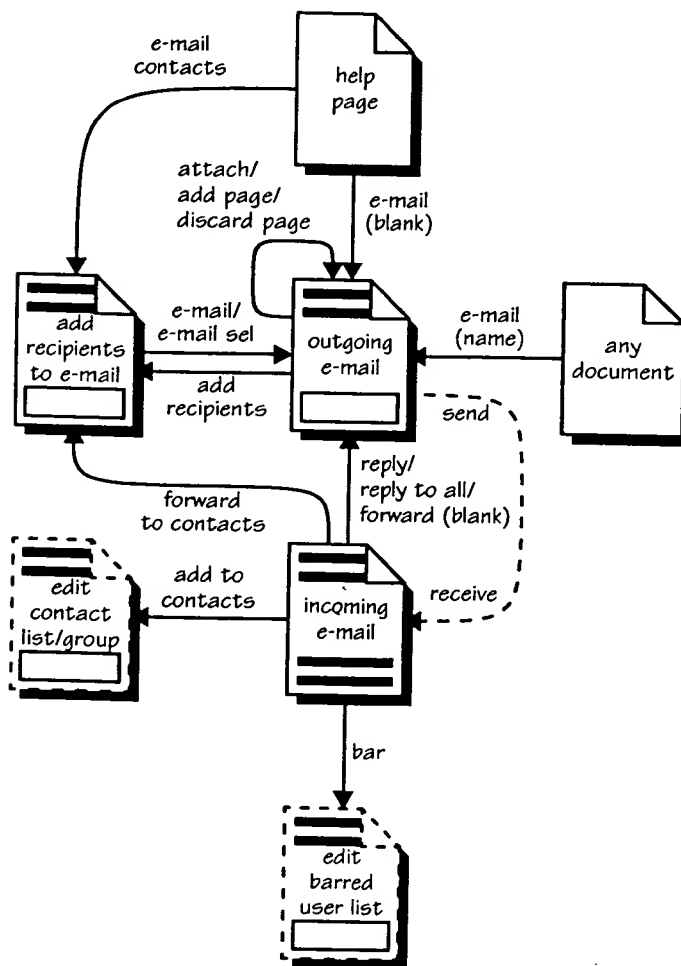 e-mail
contacts
help
page
attach/
add page/
discard page
e-mail
(blank)
add
recipients
to e-mail
e-mail/
e-mail sel
add
recipients
outgoing
e-mail
e-mail
(name)
any
document
send
forward
to contacts
reply/
reply to all/
forward (blank)
edit
contact
list/group
add to
contacts
incoming
e-mail
receive
bar
edit
barred
user list